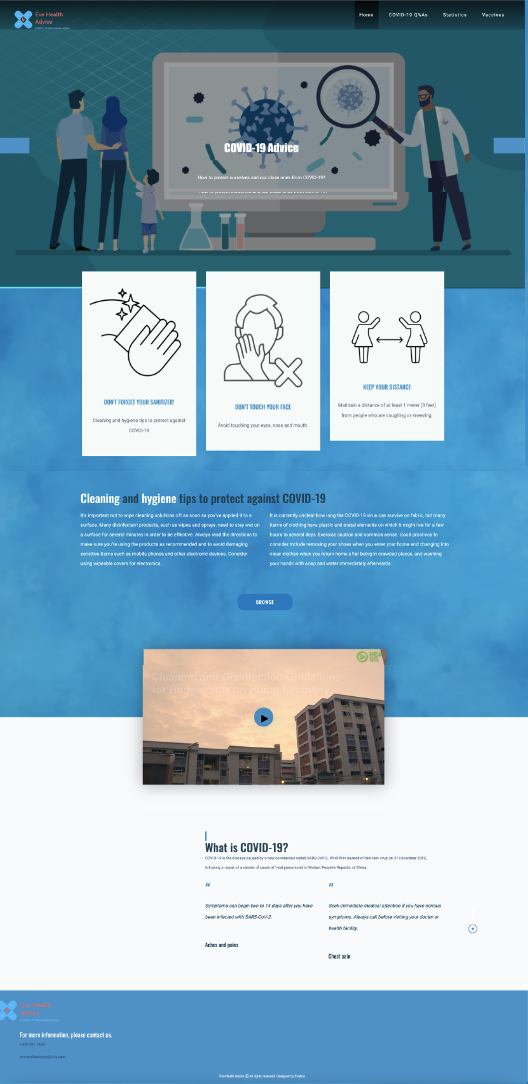 Eve Health
Advice
Home
COVID-19 Q&As
Statistics
Vaccines
COVID-19 Advice
How to protect ourselves and our close ones from COVID-19?
DON'T FORGET YOUR SANITIZER!
Cleaning and hygiene tips to protect against
COVID-19
DON'T TOUCH YOUR FACE
Avoid touching your eyes, nose and mouth.
KEEP YOUR DISTANCE
Maintain a distance of at least 1 meter (3 feet)
from people who are coughing or sneezing.
Cleaning and hygiene tips to protect against COVID-19
It's important not to wipe cleaning solutions off as soon as you've applied it to a
surface. Many disinfectant products, such as wipes and sprays, need to stay wet on
a surface for several minutes in order to be effective. Always read the directions to
make sure you're using the products as recommended and to avoid damaging
sensitive items such as mobile phones and other electronic devices. Consider
using wipeable covers for electronics.
It is currently unclear how long the COVID-19 virus can survive on fabric, but many
items of clothing have plastic and metal elements on which it might live for a few
hours to several days. Exercise caution and common sense. Good practices to
consider include removing your shoes when you enter your home and changing into
clean clothes when you return home after being in crowded places, and washing
your hands with soap and water immediately afterwards.
BROWSE
Cleaning and Disinfection Guidelines
for Households on Home Recovery
What is COVID-19?
COVID-19 is the disease caused by a new coronavirus called SARS-CoV-2. WHO first learned of this new virus on 31 December 2019,
following a report of a cluster of cases of 'viral pneumonia' in Wuhan, People's Republic of China.
"
Symptoms can begin two to 14 days after you have
been infected with SARS-CoV-2.
Aches and pains
"
Seek immediate medical attention if you have serious
symptoms. Always call before visiting your doctor or
health facility.
Chest pain
Eve Health
Advice
For more information, please contact us.